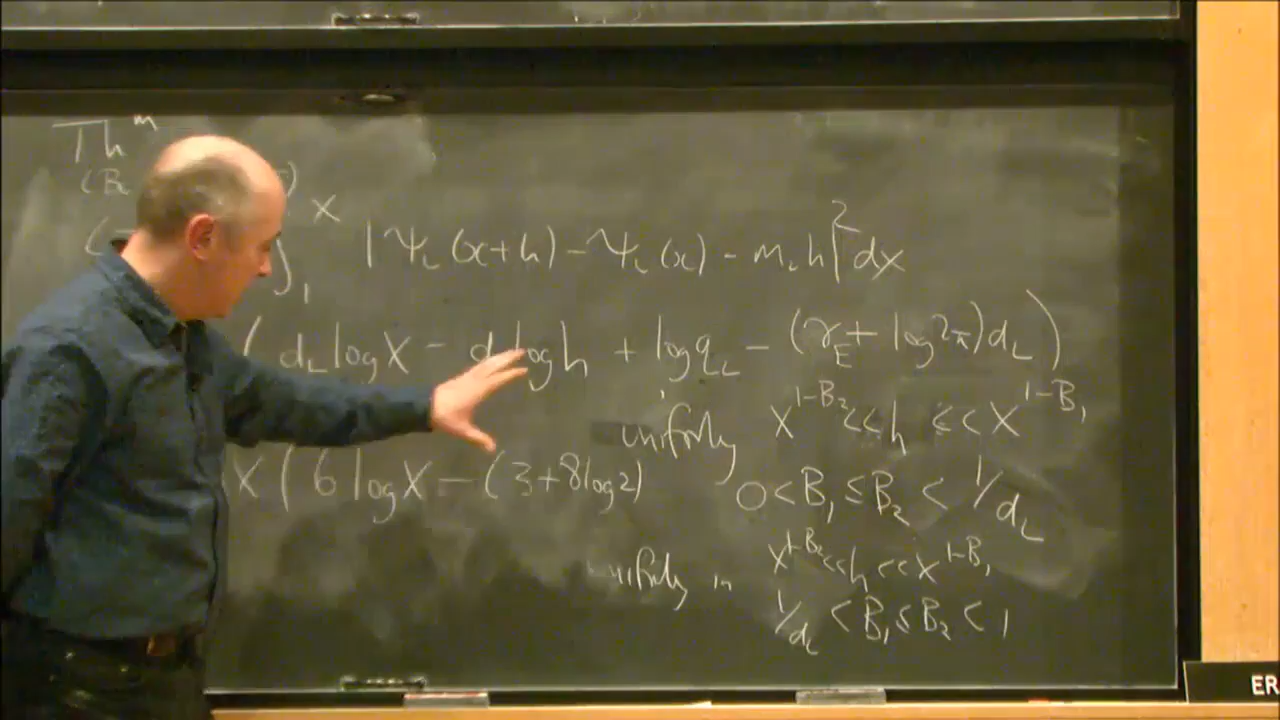 Th^m
(B
∫_1^X |Ψ_L(x+h) - Ψ_L(x) - m_L h|^2 dx
( d_L log X - d log h + log q_L - (γ_E + log 2π) d_L )
uniformly X^{1-B_2} << h << X^{1-B_1}
X ( 6 log X - (3 + 8 log 2)
0 < B_1 ≤ B_2 < 1/d_L
uniformly in X^{1-B_2} << h << X^{1-B_1}
1/d_L < B_1 ≤ B_2 < 1
ER